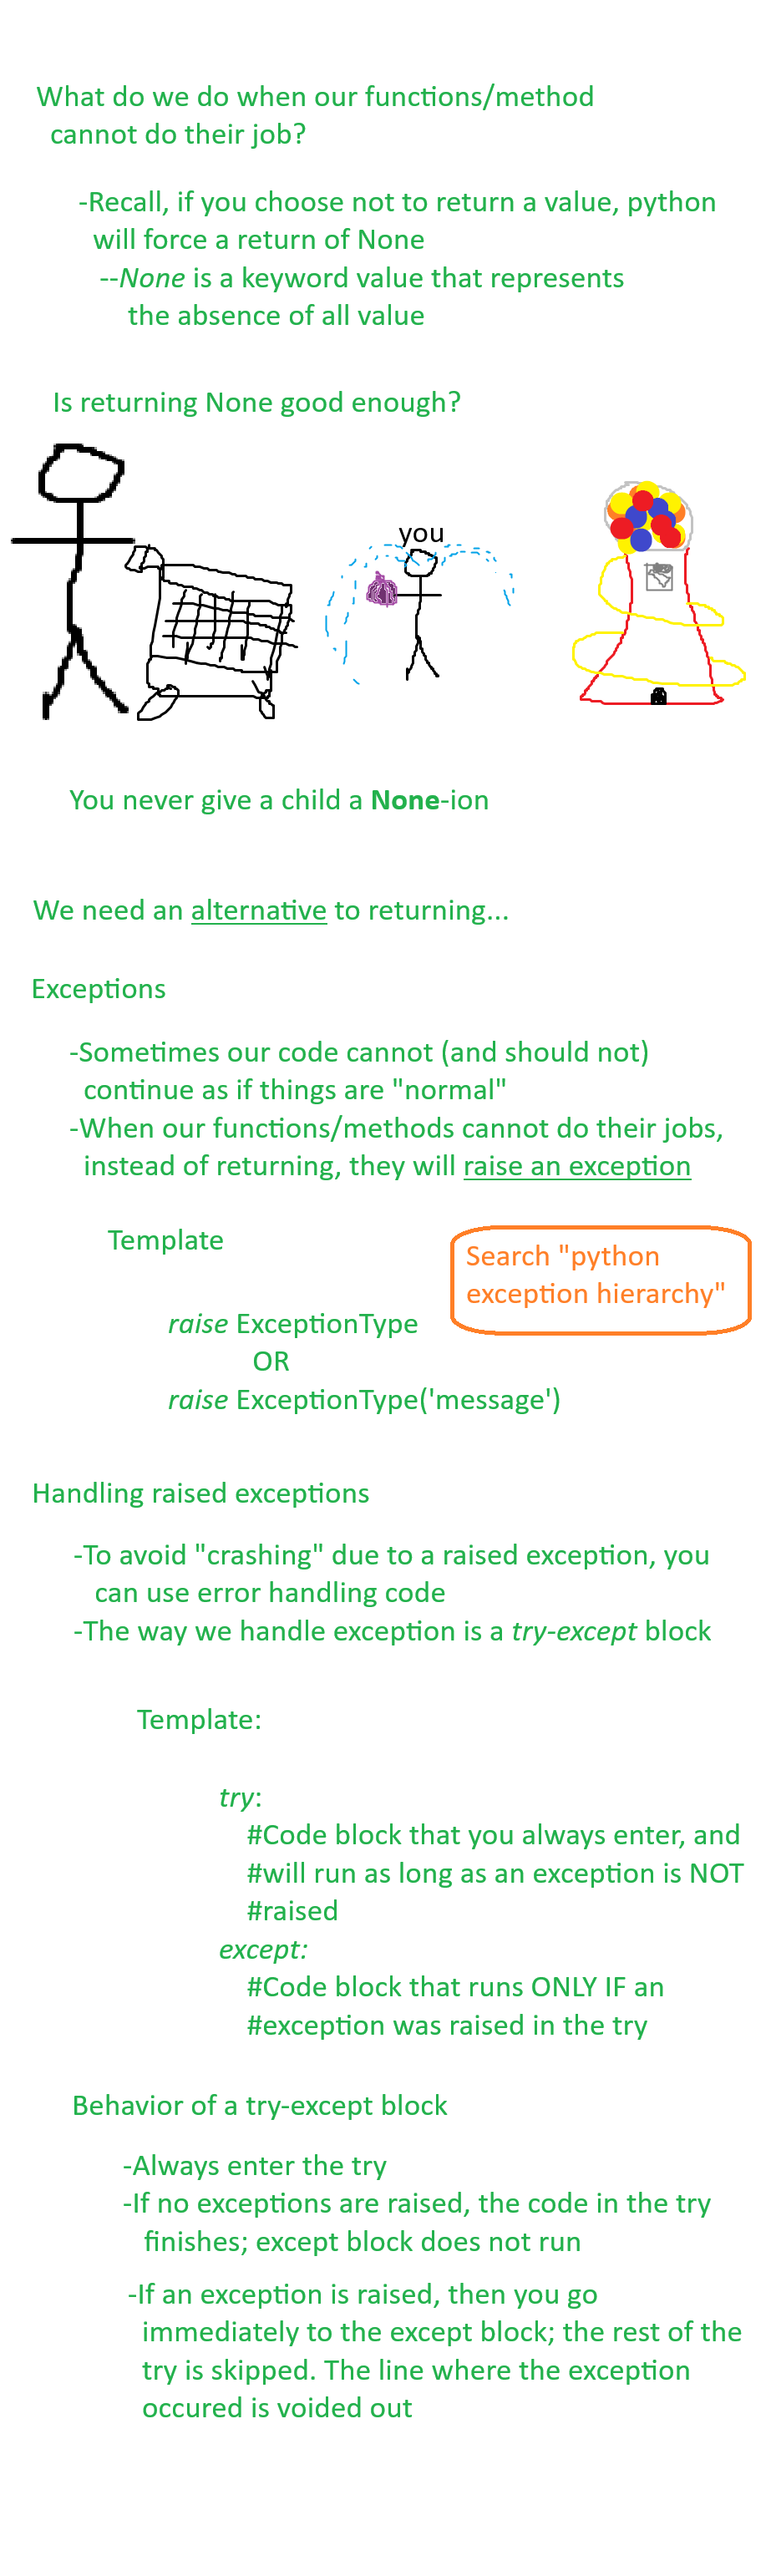 What do we do when our functions/method
cannot do their job?
-Recall, if you choose not to return a value, python
will force a return of None
--None is a keyword value that represents
the absence of all value
Is returning None good enough?
you
You never give a child a None-ion
We need an alternative to returning...
Exceptions
-Sometimes our code cannot (and should not)
continue as if things are "normal"
-When our functions/methods cannot do their jobs,
instead of returning, they will raise an exception
Template
Search "python
exception hierarchy"
raise ExceptionType
OR
raise ExceptionType('message')
Handling raised exceptions
-To avoid "crashing" due to a raised exception, you
can use error handling code
-The way we handle exception is a try-except block
Template:
try:
#Code block that you always enter, and
#will run as long as an exception is NOT
#raised
except:
#Code block that runs ONLY IF an
#exception was raised in the try
Behavior of a try-except block
-Always enter the try
-If no exceptions are raised, the code in the try
finishes; except block does not run
-If an exception is raised, then you go
immediately to the except block; the rest of the
try is skipped. The line where the exception
occured is voided out